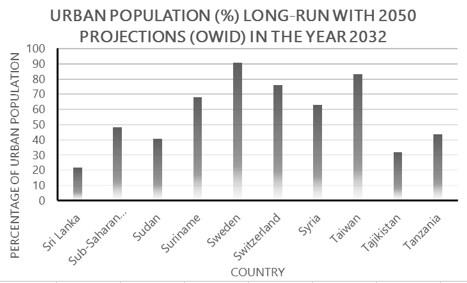 URBAN POPULATION (%) LONG-RUN WITH 2050
PROJECTIONS (OWID) IN THE YEAR 2032
PERCENTAGE OF URBAN POPULATION
100
90
80
70
60
50
40
30
20
10
0
Sri Lanka
Sub-Saharan...
Sudan
Suriname
Sweden
Switzerland
Syria
Taiwan
Tajikistan
Tanzania
COUNTRY